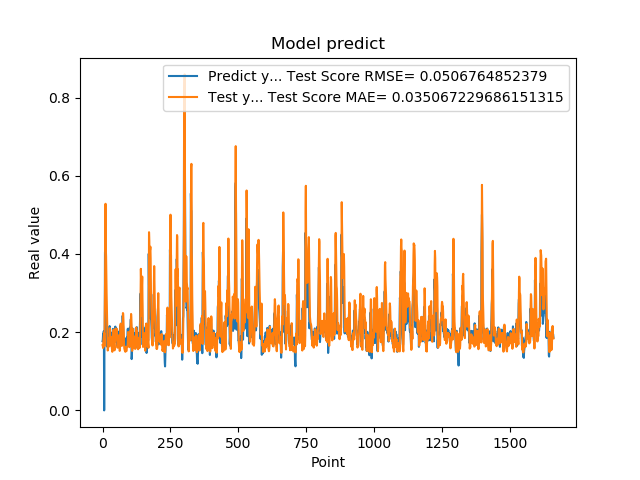 Model predict
Predict y... Test Score RMSE= 0.0506764852379
Test y... Test Score MAE= 0.035067229686151315
0.8
0.6
0.4
0.2
0.0
Real value
0 250 500 750 1000 1250 1500
Point